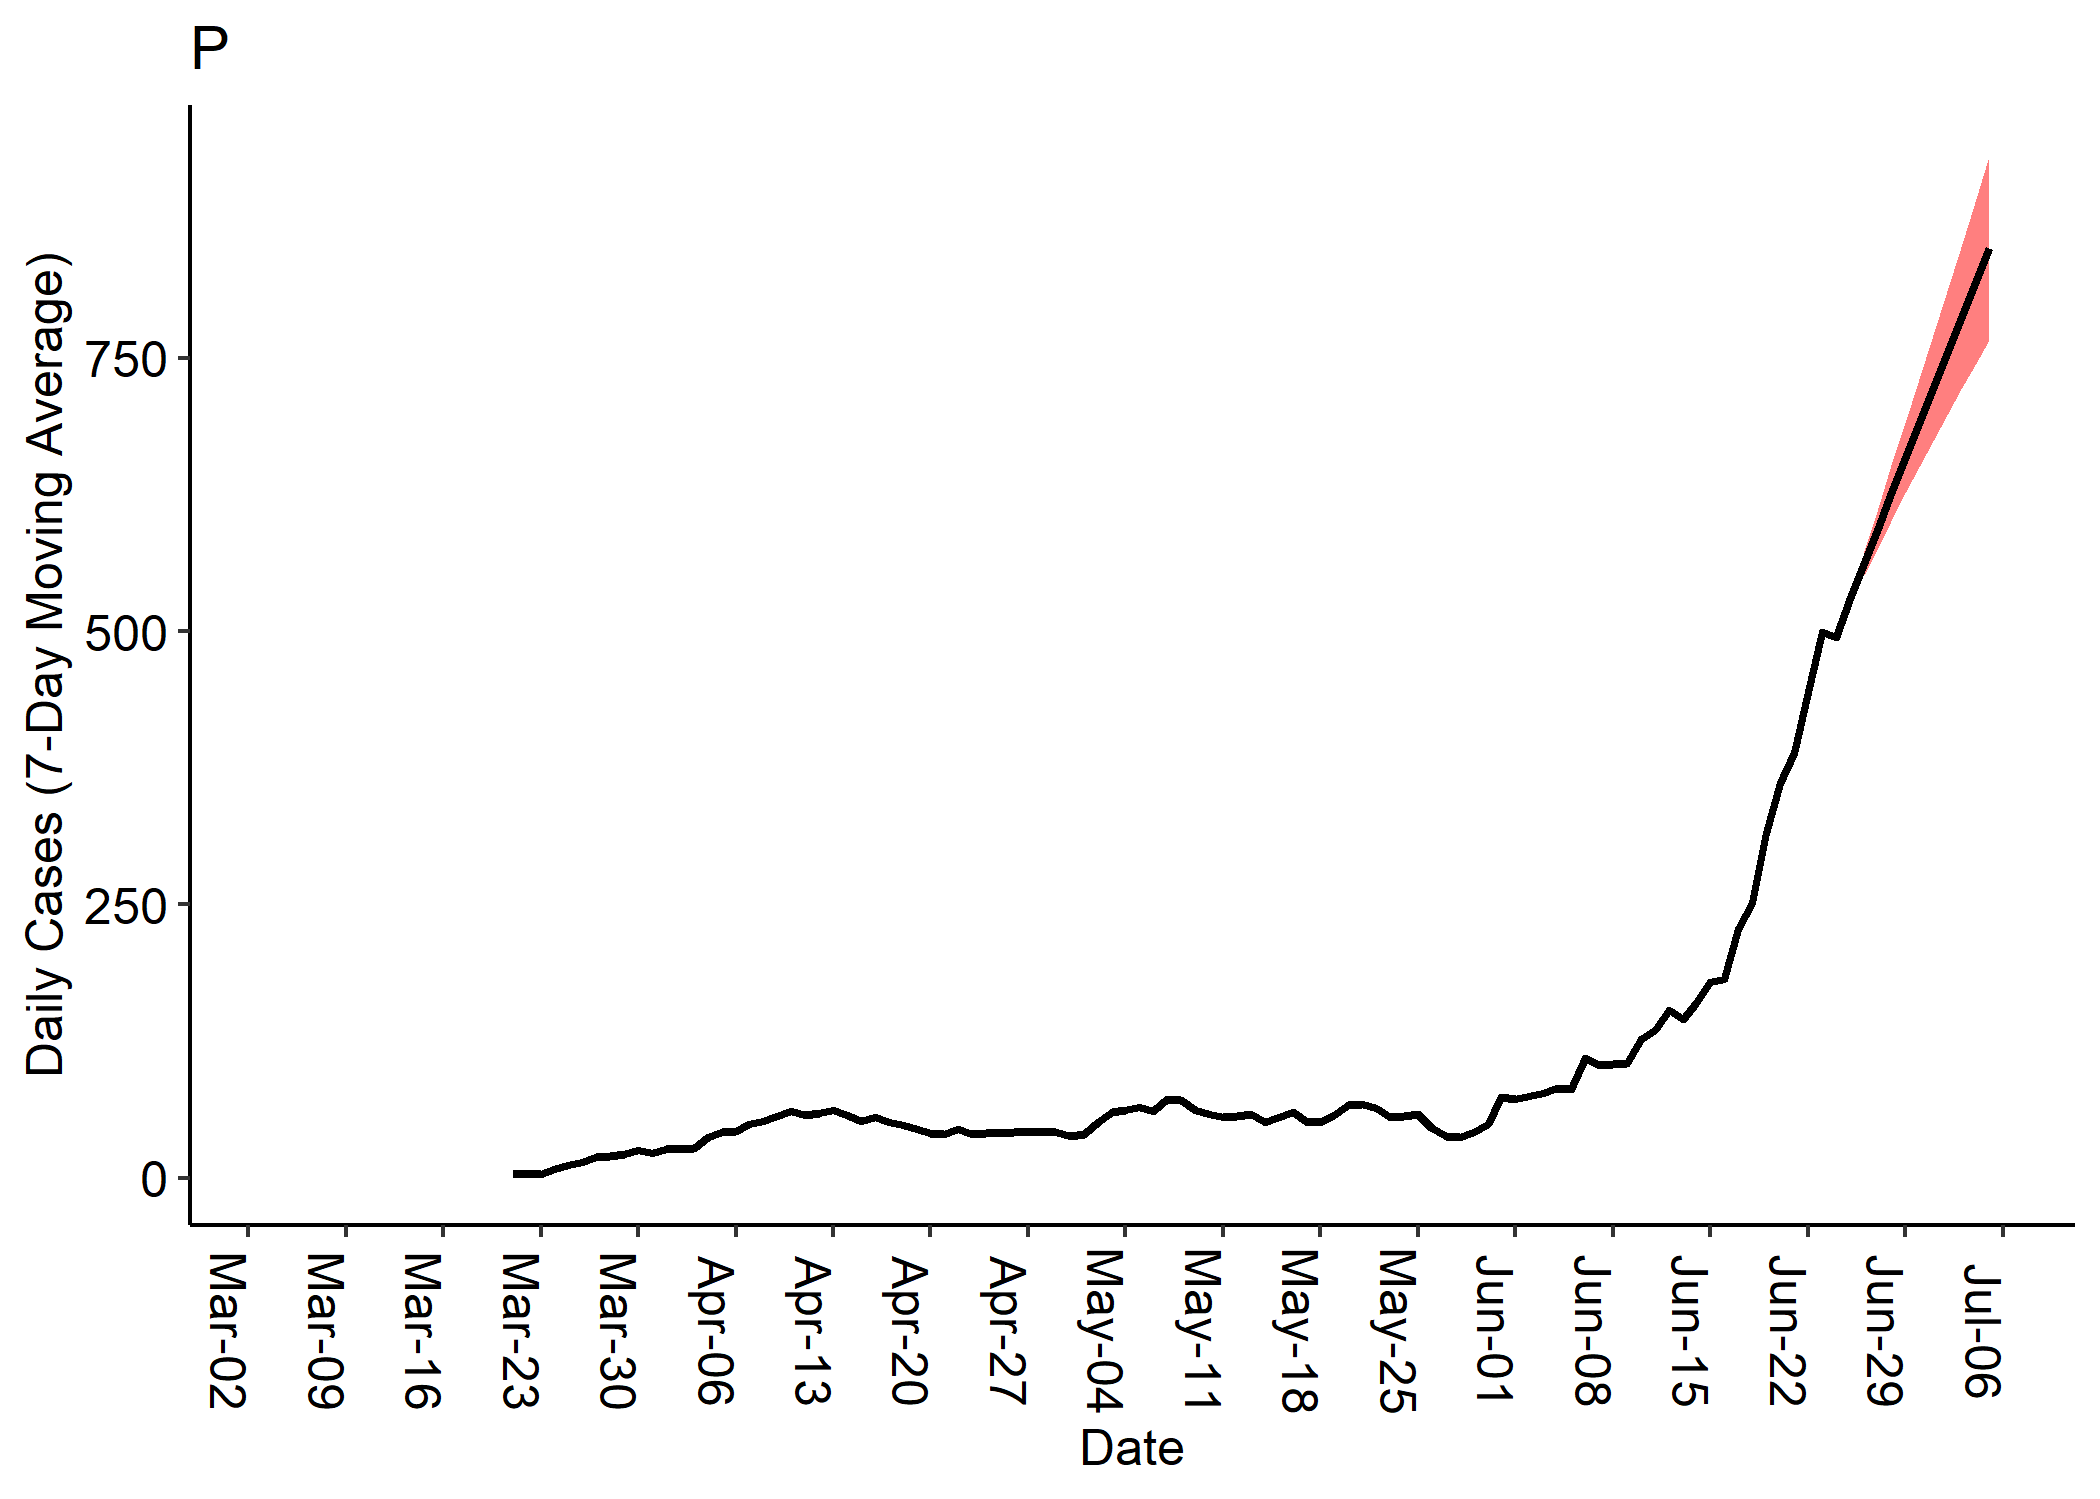 P
Daily Cases (7-Day Moving Average)
750
500
250
0
Mar-02
Mar-09
Mar-16
Mar-23
Mar-30
Apr-06
Apr-13
Apr-20
Apr-27
May-04
May-11
May-18
May-25
Jun-01
Jun-08
Jun-15
Jun-22
Jun-29
Jul-06
Date